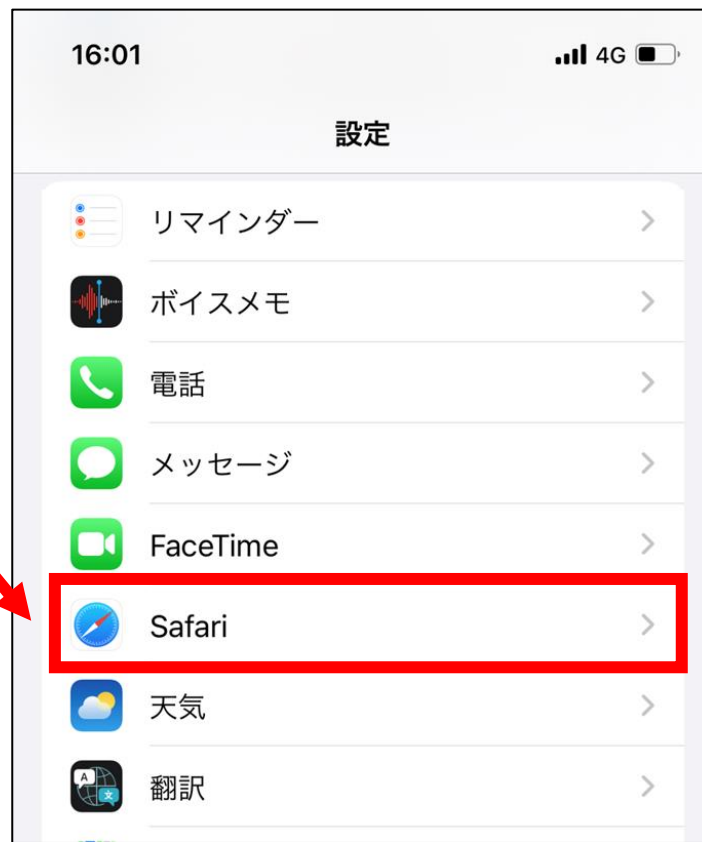 16:01 4G
設定
リマインダー
ボイスメモ
電話
メッセージ
FaceTime
Safari
天気
A 文
翻訳